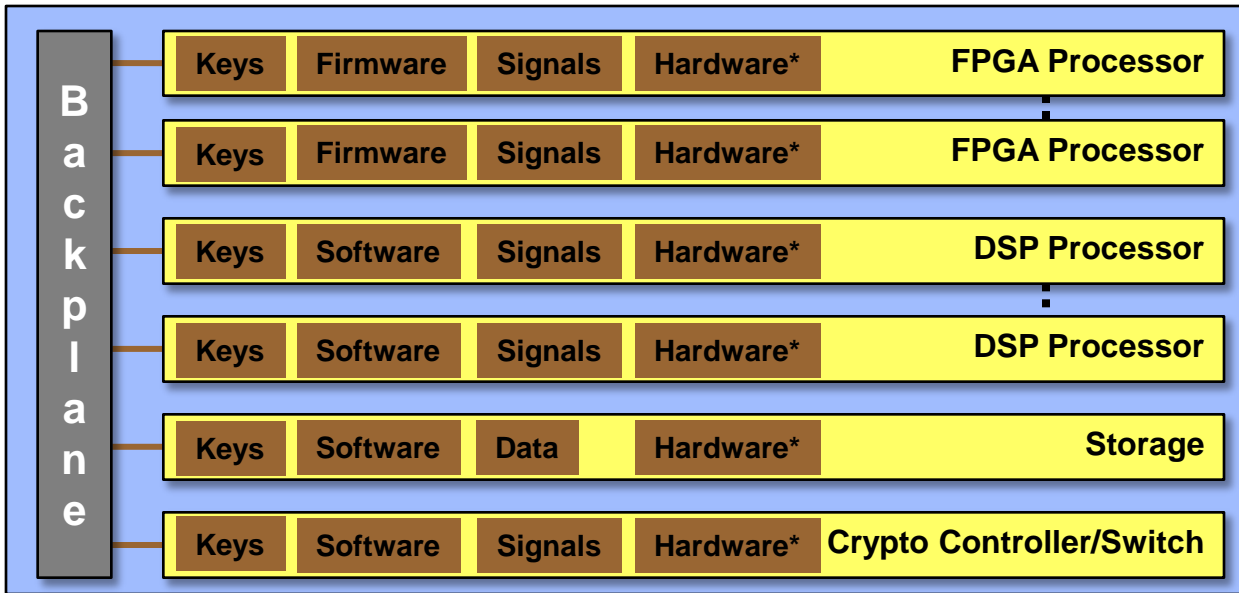 Backplane
Keys Firmware Signals Hardware* FPGA Processor
Keys Firmware Signals Hardware* FPGA Processor
Keys Software Signals Hardware* DSP Processor
Keys Software Signals Hardware* DSP Processor
Keys Software Data Hardware* Storage
Keys Software Signals Hardware* Crypto Controller/Switch